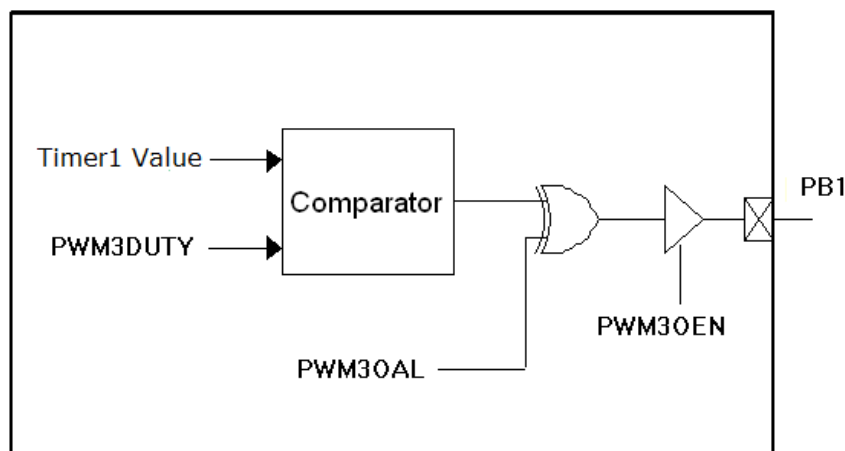 Timer1 Value
Comparator
PB1
PWM3DUTY
PWM3OEN
PWM3OAL